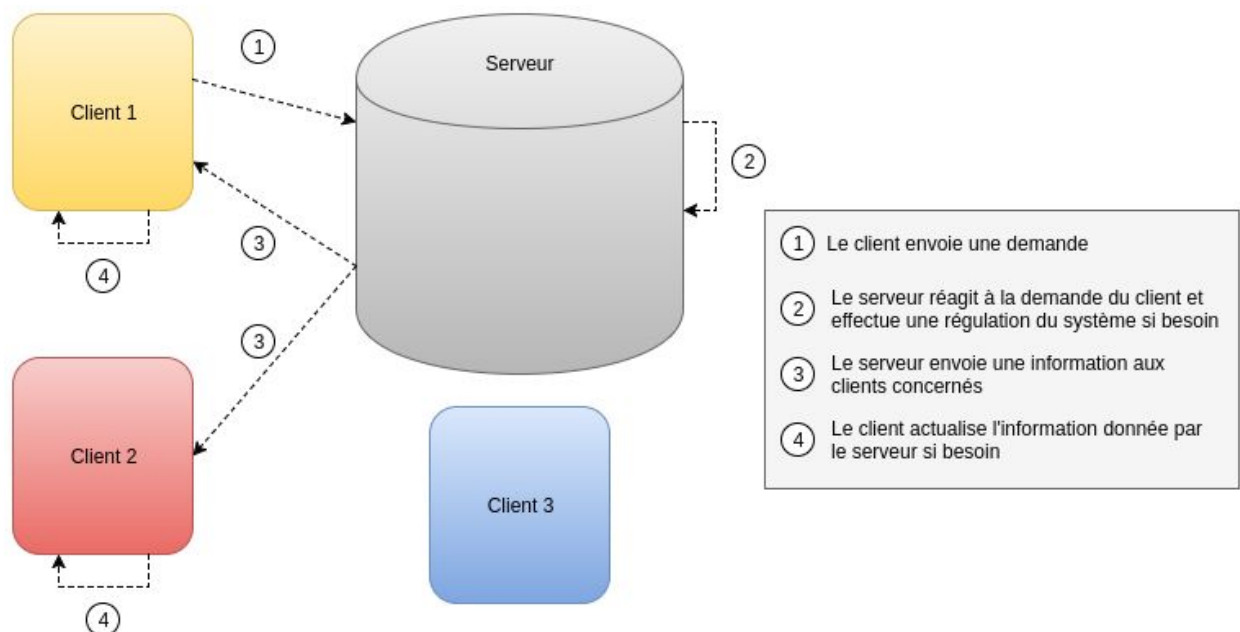 Client 1
1
Serveur
2
3
4
3
Client 2
4
Client 3
1 Le client envoie une demande
2 Le serveur réagit à la demande du client et
effectue une régulation du système si besoin
3 Le serveur envoie une information aux
clients concernés
4 Le client actualise l'information donnée par
le serveur si besoin